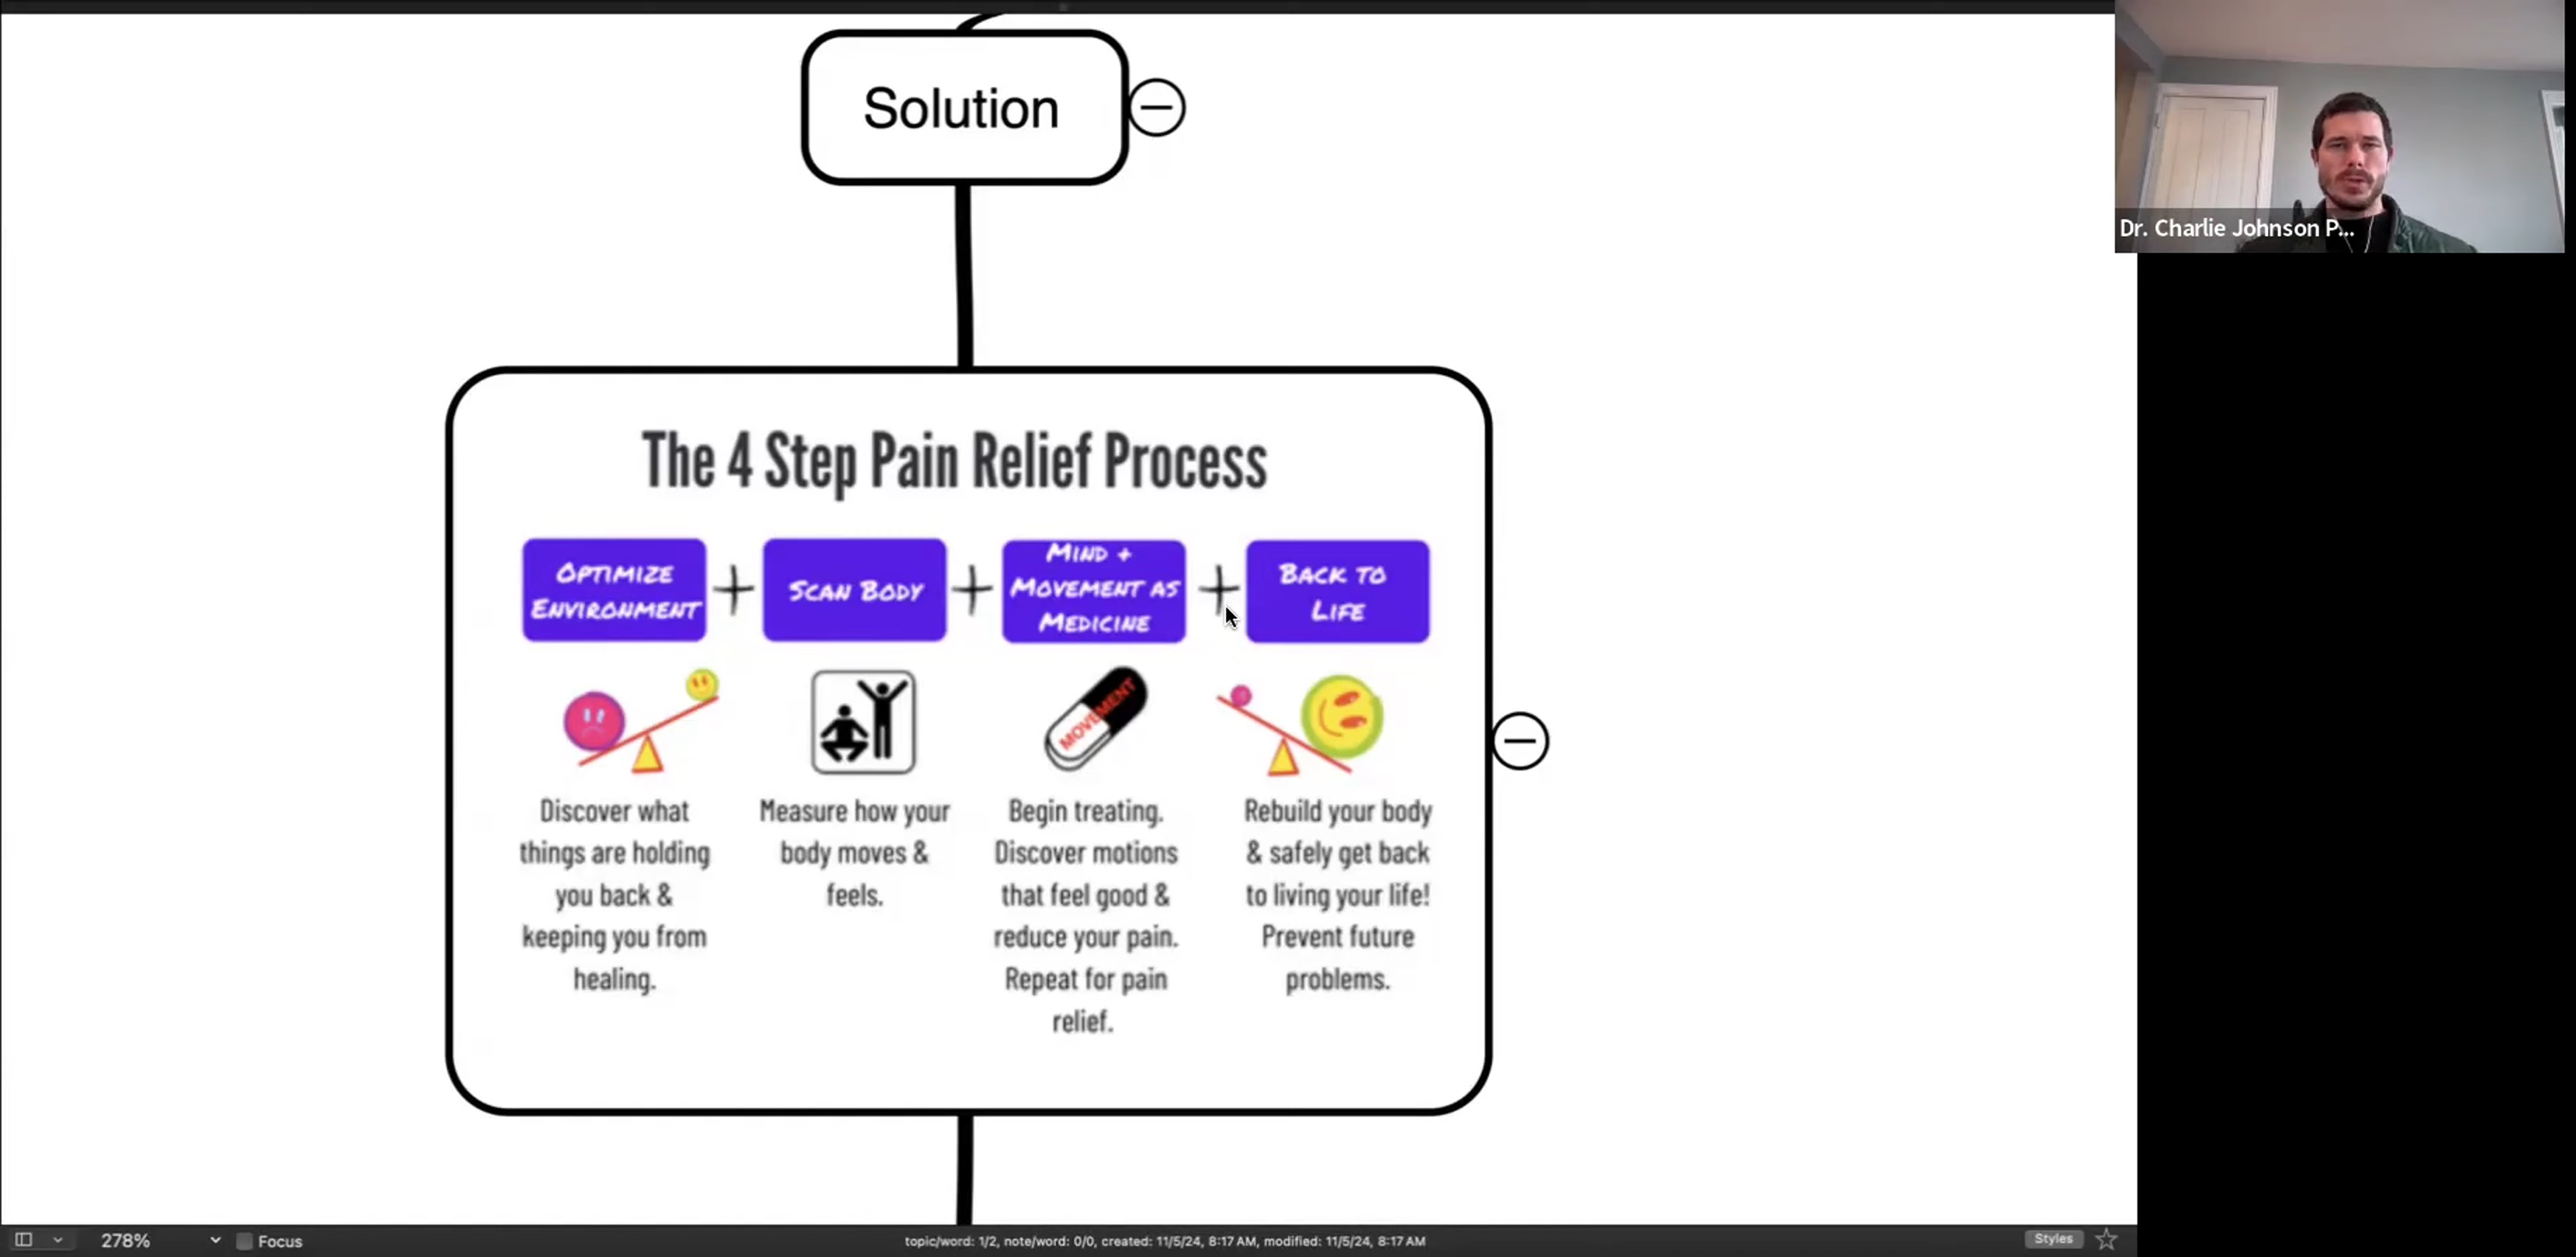 Solution
Dr. Charlie Johnson P...
The 4 Step Pain Relief Process
OPTIMIZE
ENVIRONMENT
+
SCAN BODY
+
MIND +
MOVEMENT AS
MEDICINE
+
BACK TO
LIFE
MOVEMENT
Discover what
things are holding
you back &
keeping you from
healing.
Measure how your
body moves &
feels.
Begin treating.
Discover motions
that feel good &
reduce your pain.
Repeat for pain
relief.
Rebuild your body
& safely get back
to living your life!
Prevent future
problems.
278%
Focus
topic/word: 1/2, note/word: 0/0, created: 11/5/24, 8:17 AM, modified: 11/5/24, 8:17 AM
Styles